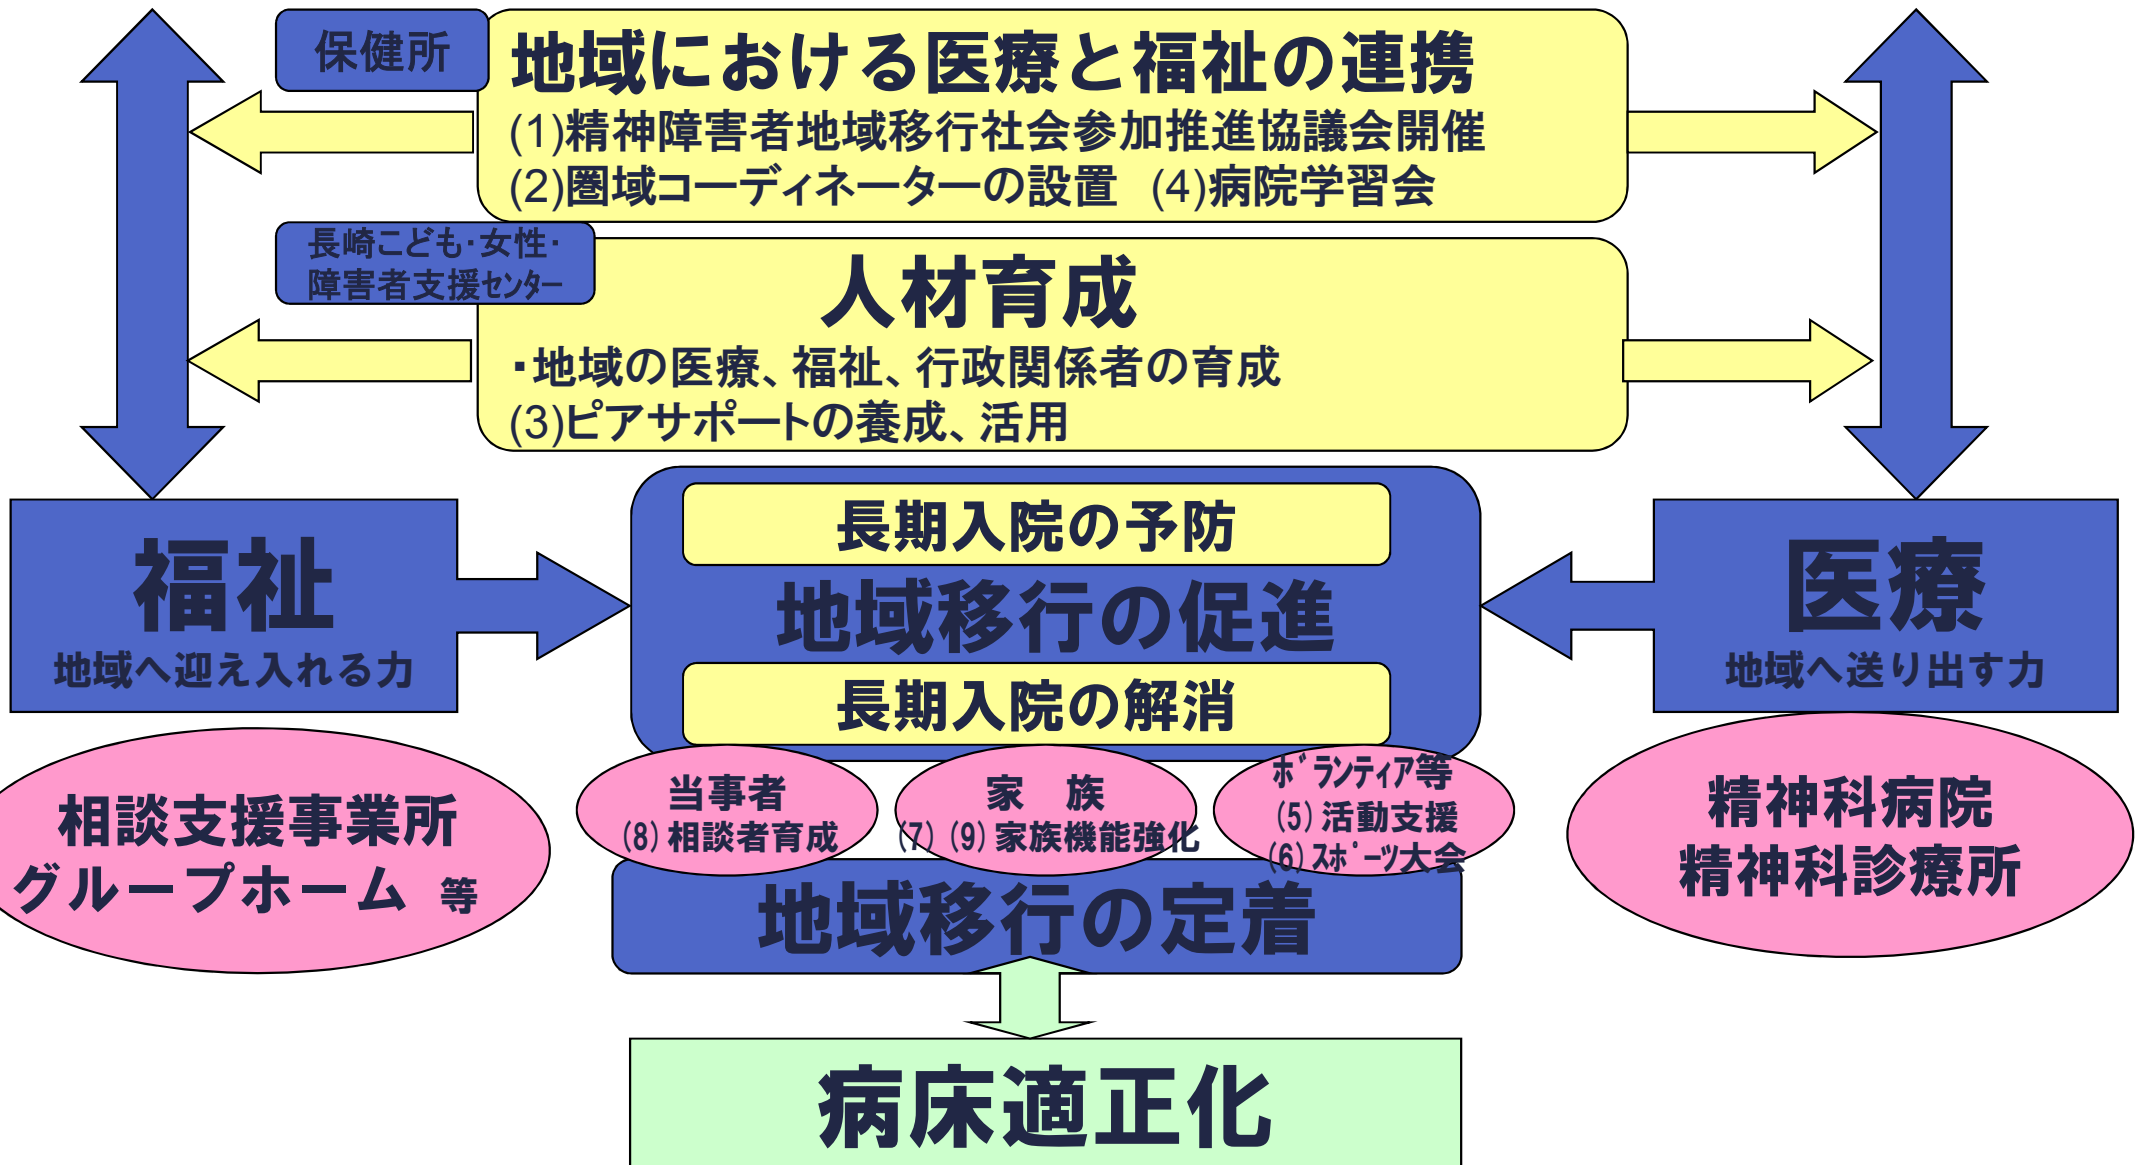 保健所
地域における医療と福祉の連携
(1)精神障害者地域移行社会参加推進協議会開催
(2)圏域コーディネーターの設置　(4)病院学習会
長崎こども・女性・
障害者支援ｾﾝﾀｰ
人材育成
・地域の医療、福祉、行政関係者の育成
(3)ピアサポートの養成、活用
福祉
地域へ迎え入れる力
長期入院の予防
地域移行の促進
長期入院の解消
医療
地域へ送り出す力
相談支援事業所
グループホーム 等
当事者
(8)相談者育成
家　族
(7)(9)家族機能強化
ﾎﾞﾗﾝﾃｨｱ等
(5)活動支援
(6)ｽﾎﾟｰﾂ大会
精神科病院
精神科診療所
地域移行の定着
病床適正化